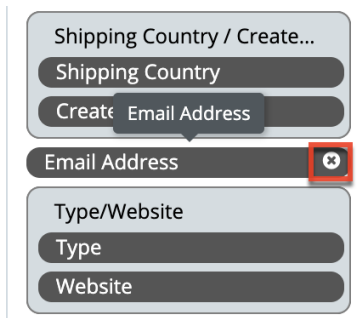 Shipping Country / Create...
Shipping Country
Create
Email Address
Email Address
Type/Website
Type
Website